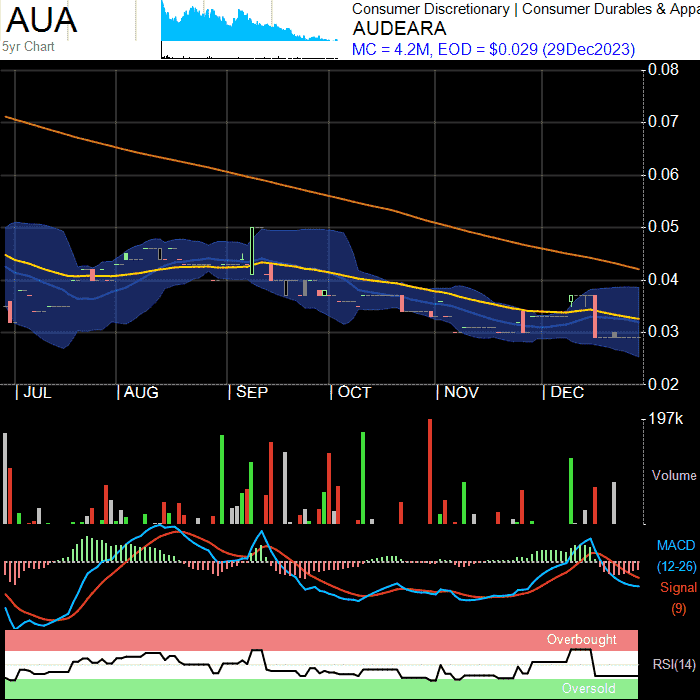 AUA
5yr Chart
Consumer Discretionary | Consumer Durables & Appa
AUDEARA
MC = 4.2M, EOD = $0.029 (29Dec2023)
0.08
0.07
0.06
0.05
0.04
0.03
0.02
JUL AUG SEP OCT NOV DEC
197k
Volume
MACD
(12-26)
Signal
(9)
Overbought
RSI(14)
Oversold